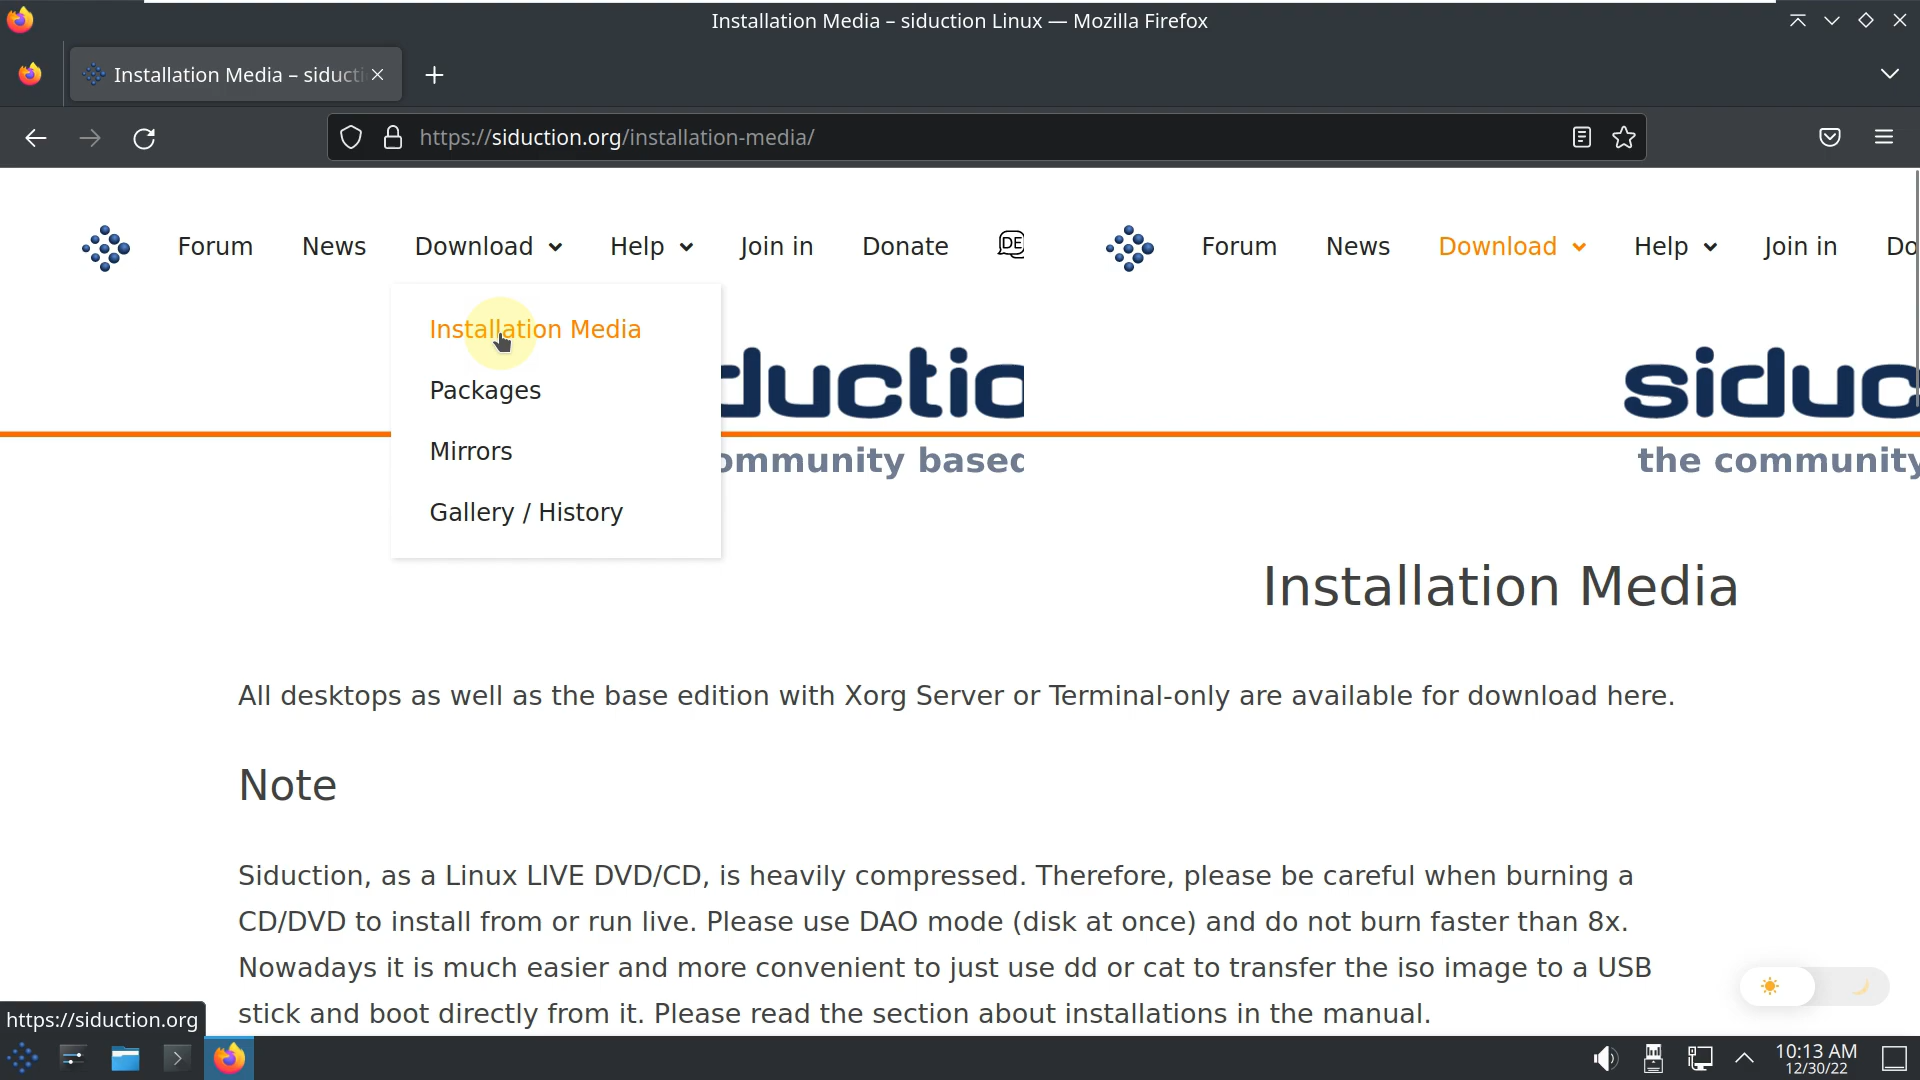 Installation Media – siduction Linux — Mozilla Firefox
Installation Media – siducti
https://siduction.org/installation-media/
Forum News Download Help Join in Donate DE Forum News Download Help Join in Do
Installation Media
Packages
Mirrors
Gallery / History
ductio
siduc
ommunity based
the community
Installation Media
All desktops as well as the base edition with Xorg Server or Terminal-only are available for download here.
Note
Siduction, as a Linux LIVE DVD/CD, is heavily compressed. Therefore, please be careful when burning a
CD/DVD to install from or run live. Please use DAO mode (disk at once) and do not burn faster than 8x.
Nowadays it is much easier and more convenient to just use dd or cat to transfer the iso image to a USB
stick and boot directly from it. Please read the section about installations in the manual.
https://siduction.org
10:13 AM
12/30/22